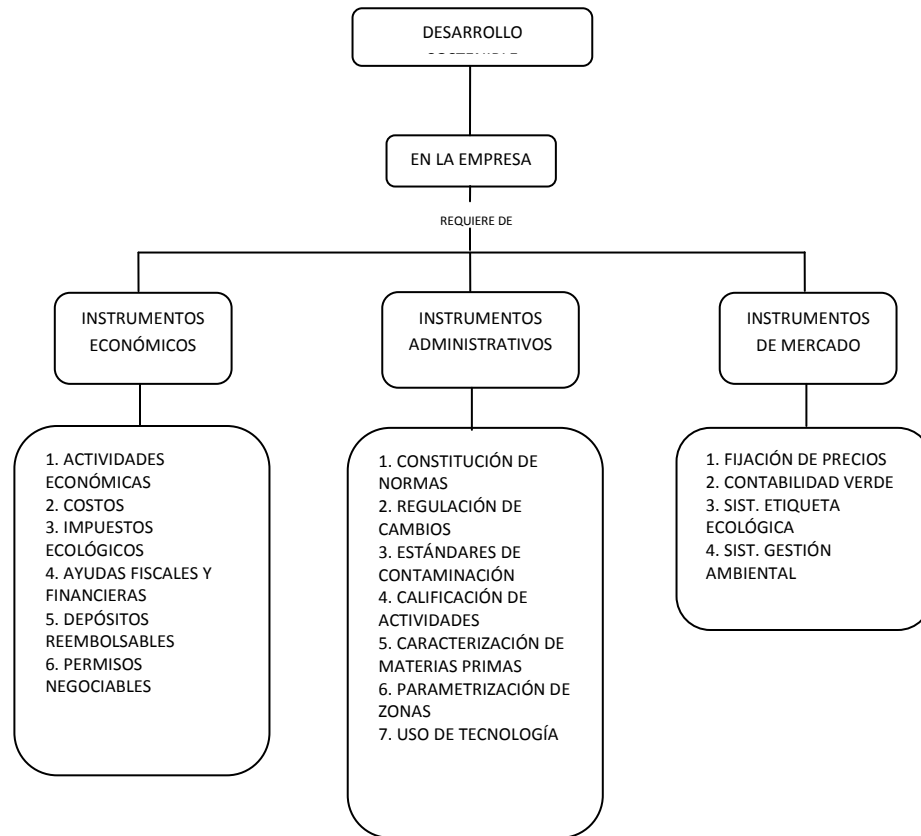 DESARROLLO
EN LA EMPRESA
REQUIERE DE
INSTRUMENTOS
ECONÓMICOS
INSTRUMENTOS
ADMINISTRATIVOS
INSTRUMENTOS
DE MERCADO
1. ACTIVIDADES
ECONÓMICAS
2. COSTOS
3. IMPUESTOS
ECOLÓGICOS
4. AYUDAS FISCALES Y
FINANCIERAS
5. DEPÓSITOS
REEMBOLSABLES
6. PERMISOS
NEGOCIABLES
1. CONSTITUCIÓN DE
NORMAS
2. REGULACIÓN DE
CAMBIOS
3. ESTÁNDARES DE
CONTAMINACIÓN
4. CALIFICACIÓN DE
ACTIVIDADES
5. CARACTERIZACIÓN DE
MATERIAS PRIMAS
6. PARAMETRIZACIÓN DE
ZONAS
7. USO DE TECNOLOGÍA
1. FIJACIÓN DE PRECIOS
2. CONTABILIDAD VERDE
3. SIST. ETIQUETA
ECOLÓGICA
4. SIST. GESTIÓN
AMBIENTAL